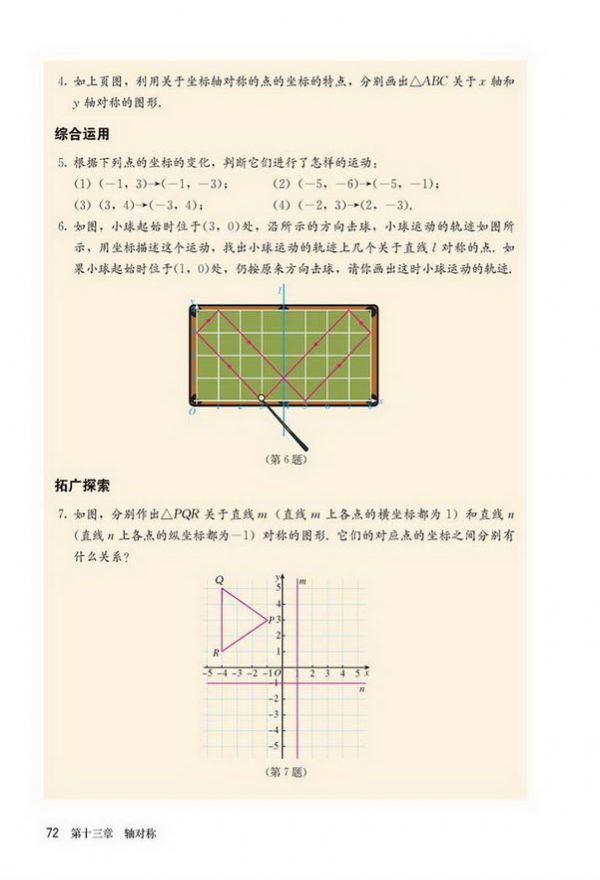 4. 如上页图，利用关于坐标轴对称的点的坐标的特点，分别画出△ABC 关于 x 轴和
y 轴对称的图形.
综合运用
5. 根据下列点的坐标的变化，判断它们进行了怎样的运动：
(1) (−1, 3)→(−1, −3); (2) (−5, −6)→(−5, −1);
(3) (3, 4)→(−3, 4); (4) (−2, 3)→(2, −3).
6. 如图，小球起始时位于(3, 0)处，沿所示的方向击球，小球运动的轨迹如图所
示，用坐标描述这个运动，找出小球运动的轨迹上几个关于直线 l 对称的点. 如
果小球起始时位于(1, 0)处，仍按原来方向击球，请你画出这时小球运动的轨迹.
l
y
O
x
(第 6 题)
拓广探索
7. 如图，分别作出△PQR 关于直线 m（直线 m 上各点的横坐标都为 1）和直线 n
(直线 n 上各点的纵坐标都为−1）对称的图形. 它们的对应点的坐标之间分别有
什么关系?
Q
y
m
5
4
P
3
2
R
1
−5 −4 −3 −2 −1 O 1 2 3 4 5 x
n
−2
−3
−4
−5
(第 7 题)
72 第十三章 轴对称